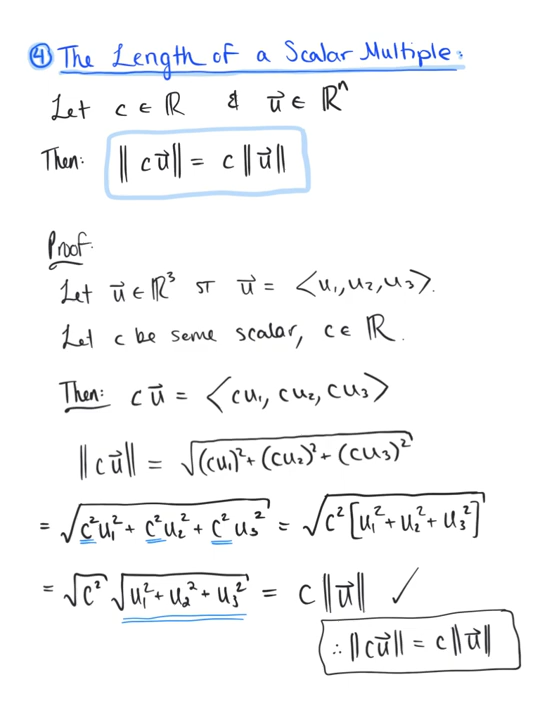 ④ The Length of a Scalar Multiple:
Let c ∈ ℝ & u⃗ ∈ ℝⁿ
Then: ‖cu⃗‖ = c‖u⃗‖
Proof:
Let u⃗ ∈ ℝ³ ST u⃗ = ⟨u₁, u₂, u₃⟩.
Let c be some scalar, c ∈ ℝ.
Then: cu⃗ = ⟨cu₁, cu₂, cu₃⟩
‖cu⃗‖ = √((cu₁)² + (cu₂)² + (cu₃)²)
= √(c²u₁² + c²u₂² + c²u₃²) = √(c²[u₁² + u₂² + u₃²])
= √c² √(u₁² + u₂² + u₃²) = c‖u⃗‖ ✓
∴ ‖cu⃗‖ = c‖u⃗‖